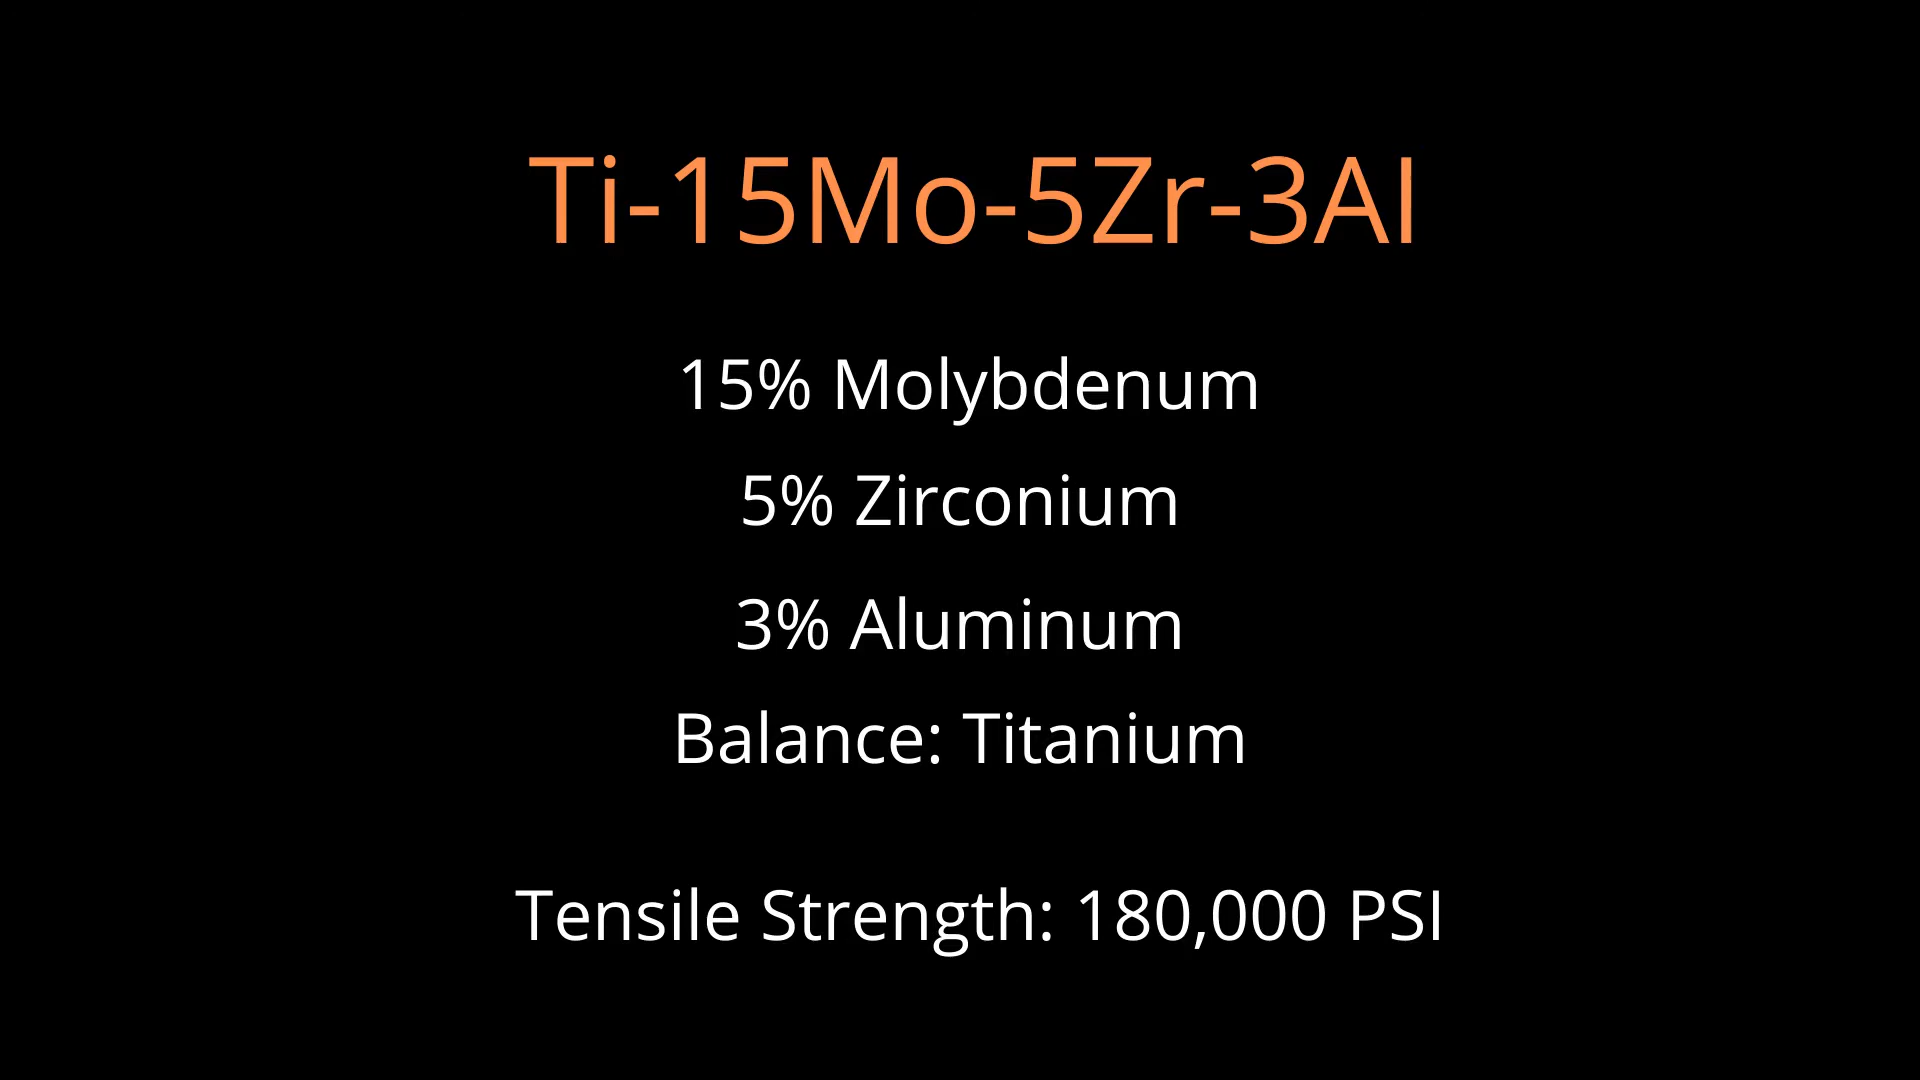 Ti-15Mo-5Zr-3Al
15% Molybdenum
5% Zirconium
3% Aluminum
Balance: Titanium
Tensile Strength: 180,000 PSI